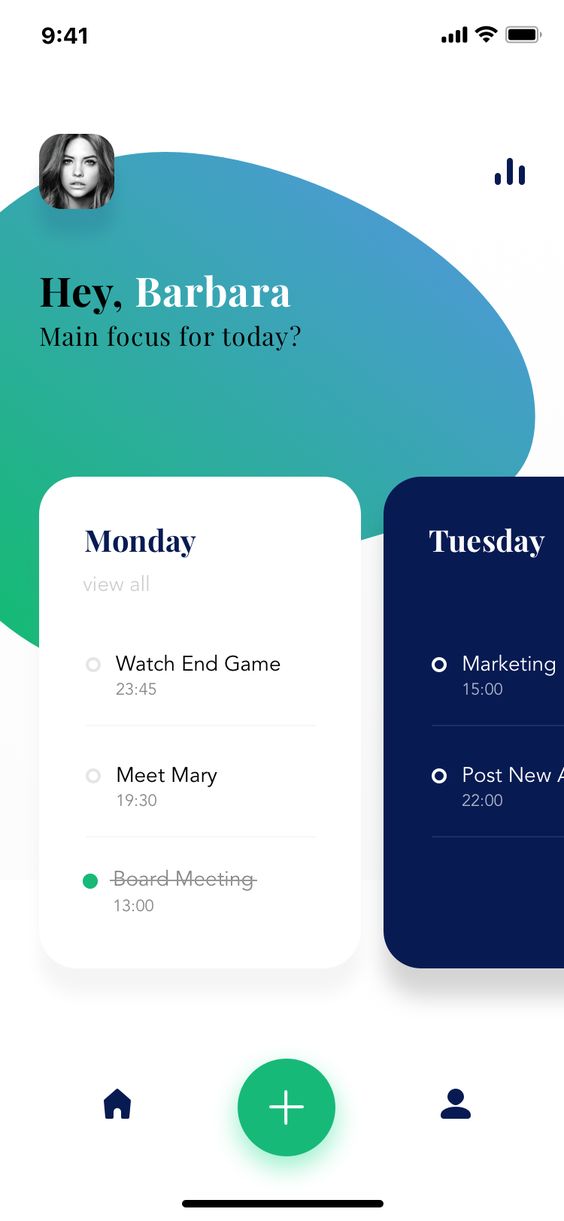 9:41
Hey, Barbara
Main focus for today?
Monday
view all
Watch End Game
23:45
Meet Mary
19:30
Board Meeting
13:00
Tuesday
Marketing
15:00
Post New
22:00